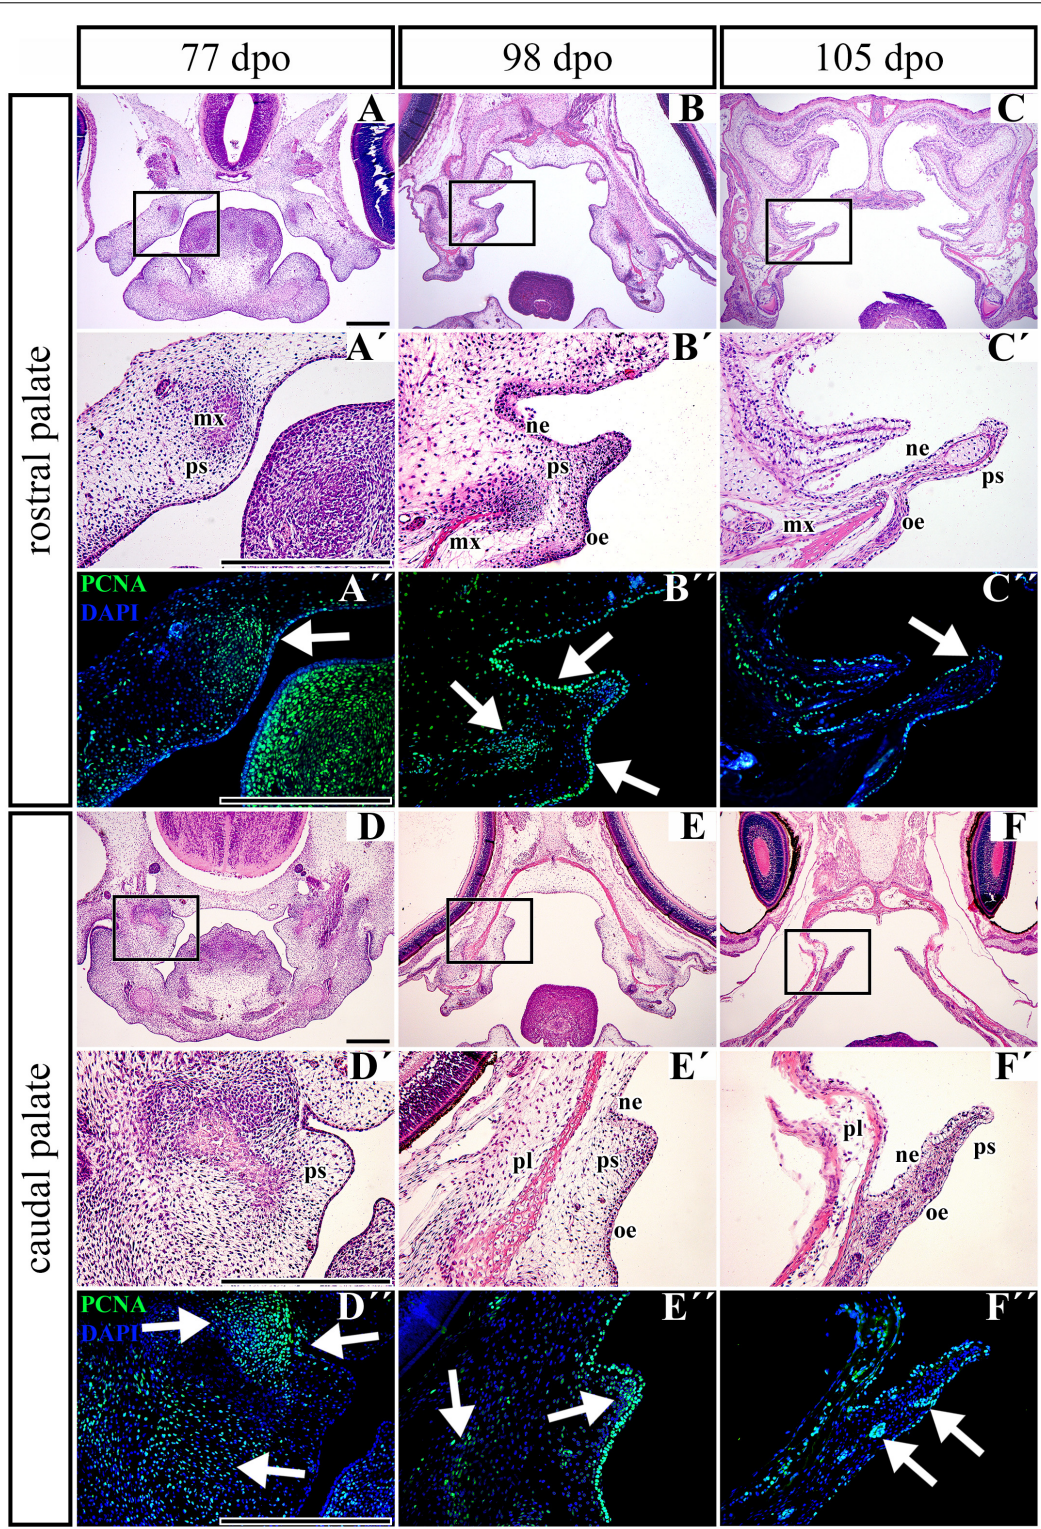 77 dpo 98 dpo 105 dpo
rostral palate
A B C
A´ B´ C´
mx ps
ne ps mx oe
ne ps mx oe
PCNA
DAPI
A´´ B´´ C´´
caudal palate
D E F
D´ E´ F´
ps
ne pl ps oe
pl ne ps oe
PCNA
DAPI
D´´ E´´ F´´